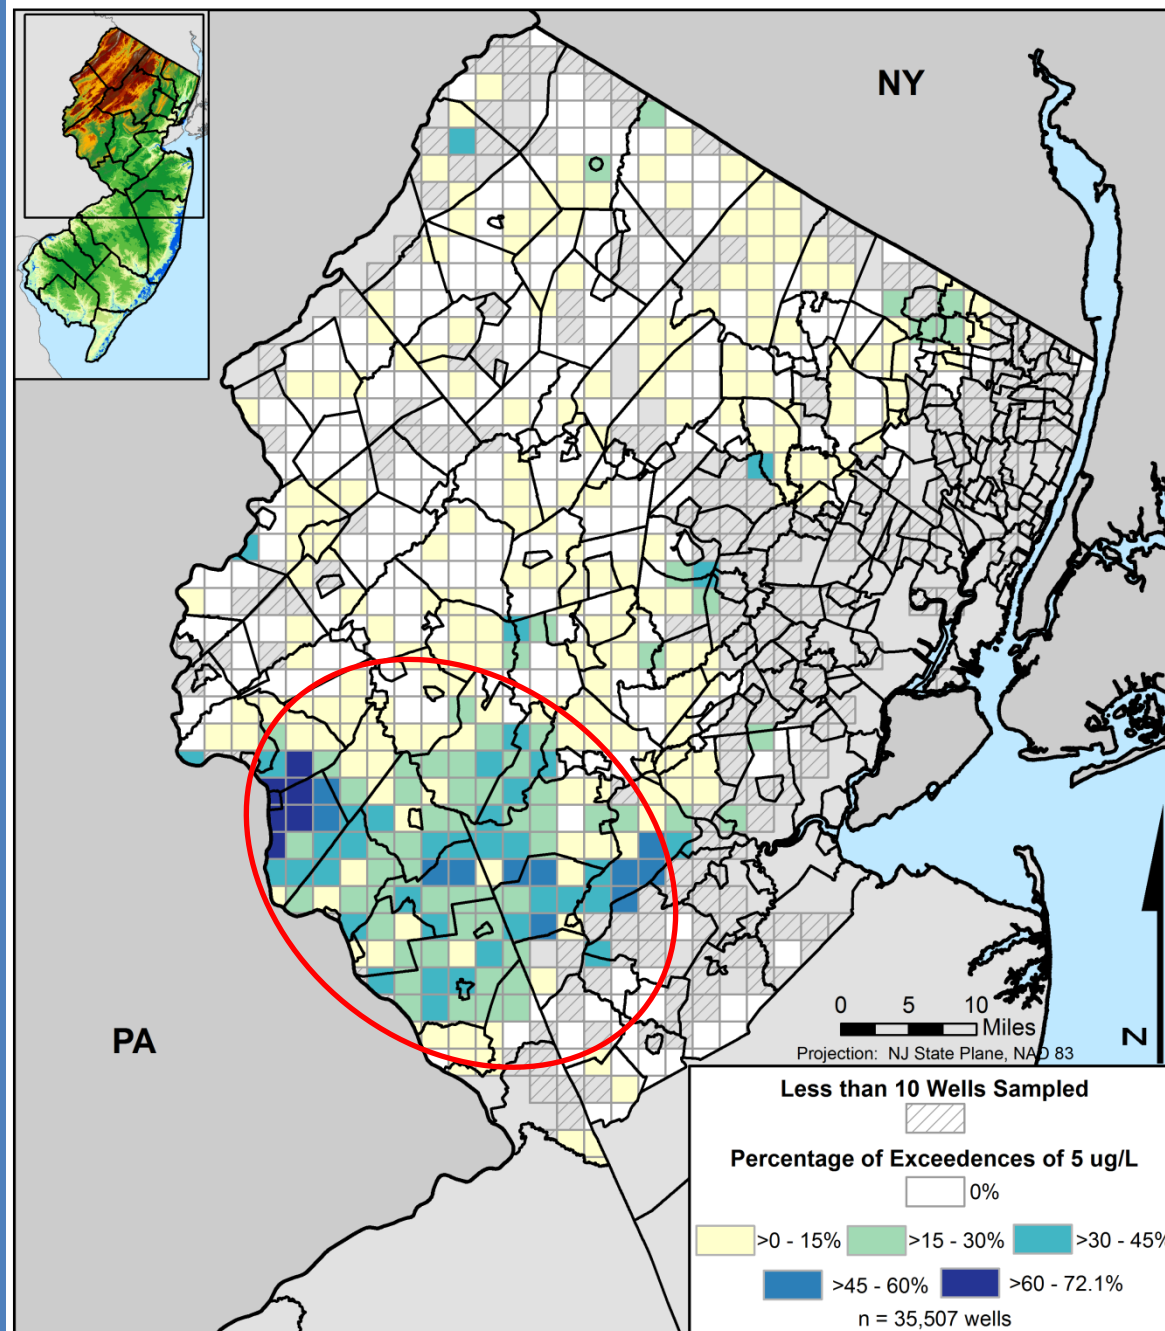 NY
PA
0 5 10
Miles
Projection: NJ State Plane, NAD 83
N
Less than 10 Wells Sampled
Percentage of Exceedences of 5 ug/L
0%
>0 - 15% >15 - 30% >30 - 45%
>45 - 60% >60 - 72.1%
n = 35,507 wells